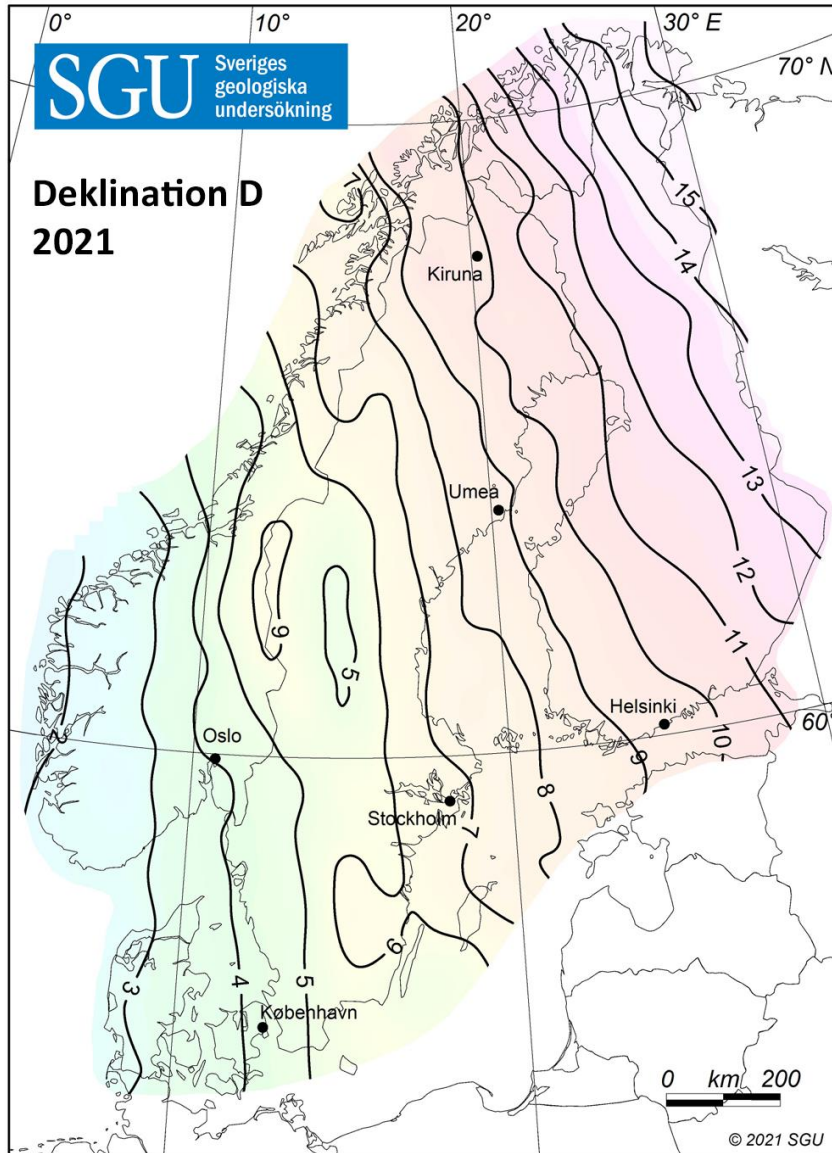 0°
10°
20°
30° E
70° N
SGU
Sveriges
geologiska
undersökning
Deklination D
2021
7
15
14
Kiruna
13
Umeå
12
6
11
5
Helsinki
60°
2
Oslo
10
9
8
Stockholm
7
6
3
4
5
København
0 km 200
© 2021 SGU